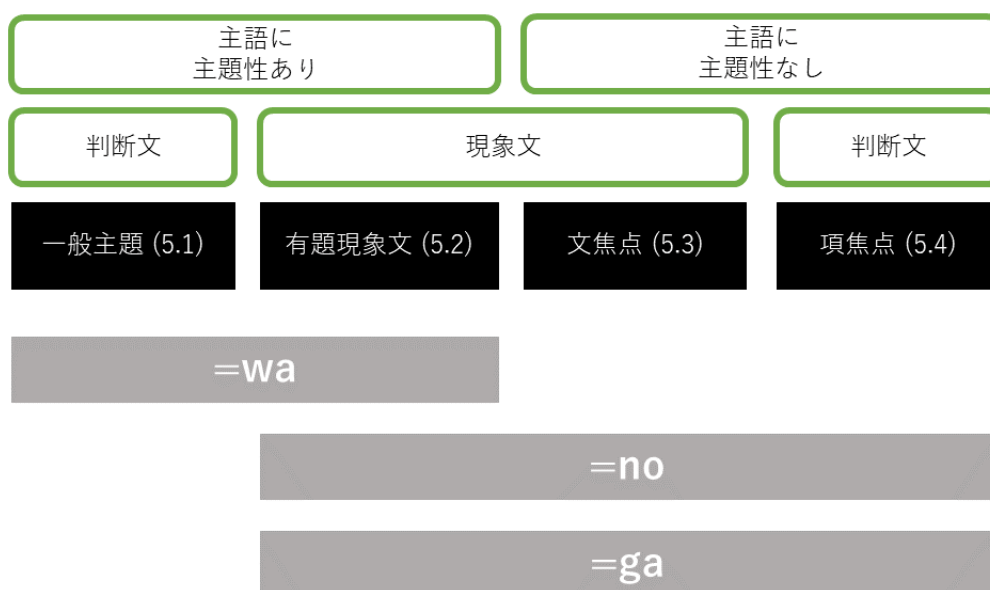 主語に
主題性あり
主語に
主題性なし
判断文
現象文
判断文
一般主題 (5.1)
有題現象文 (5.2)
文焦点 (5.3)
項焦点 (5.4)
=wa
=no
=ga